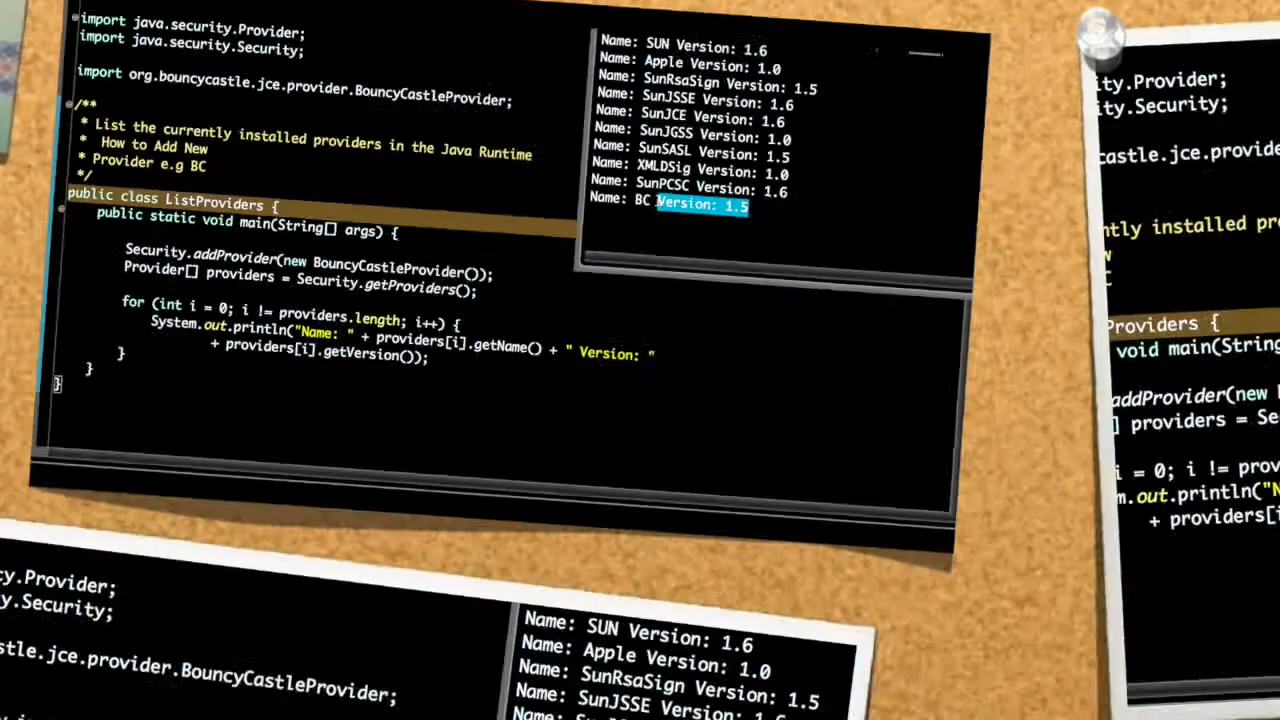 import java.security.Provider;
import java.security.Security;
import org.bouncycastle.jce.provider.BouncyCastleProvider;
/**
* List the currently installed providers in the Java Runtime
* How to Add New
* Provider e.g BC
*/
public class ListProviders {
public static void main(String[] args) {
Security.addProvider(new BouncyCastleProvider());
Provider[] providers = Security.getProviders();
for (int i = 0; i != providers.length; i++) {
System.out.println("Name: " + providers[i].getName() + " Version: "
+ providers[i].getVersion());
}
}
}
Name: SUN Version: 1.6
Name: Apple Version: 1.0
Name: SunRsaSign Version: 1.5
Name: SunJSSE Version: 1.6
Name: SunJCE Version: 1.6
Name: SunJGSS Version: 1.0
Name: SunSASL Version: 1.5
Name: XMLDSig Version: 1.0
Name: SunPCSC Version: 1.6
Name: BC Version: 1.5
ity.Provider;
ity.Security;
castle.jce.provide
ntly installed pr
Providers {
void main(String
addProvider(new
] providers = Se
i = 0; i != prov
m.out.println("N
+ providers[i
cy.Provider;
y.Security;
stle.jce.provider.BouncyCastleProvider;
Name: SUN Version: 1.6
Name: Apple Version: 1.0
Name: SunRsaSign Version: 1.5
Name: SunJSSE Version: 1.6